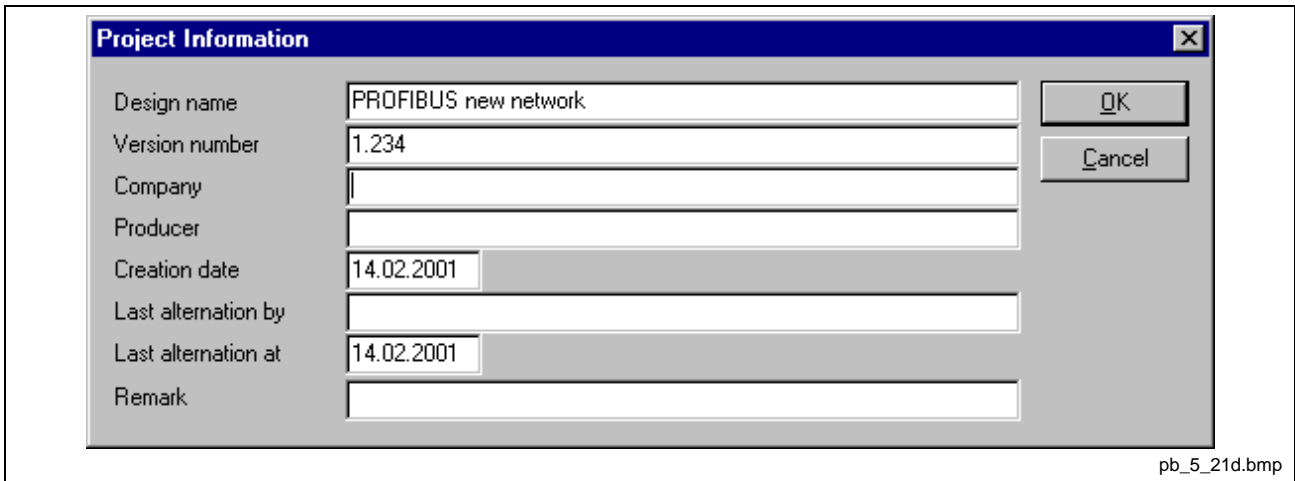 Project Information
Design name PROFIBUS new network OK
Version number 1.234
Cancel
Company
Producer
Creation date 14.02.2001
Last alternation by
Last alternation at 14.02.2001
Remark
pb_5_21d.bmp